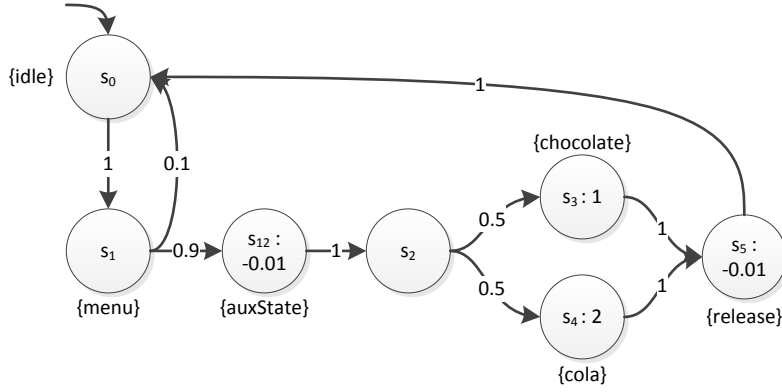 {idle}
s0
1
0.1
1
{chocolate}
s3 : 1
0.5
1
s1
0.9
s12 :
-0.01
1
s2
s5 :
-0.01
{menu}
{auxState}
0.5
s4 : 2
1
{release}
{cola}